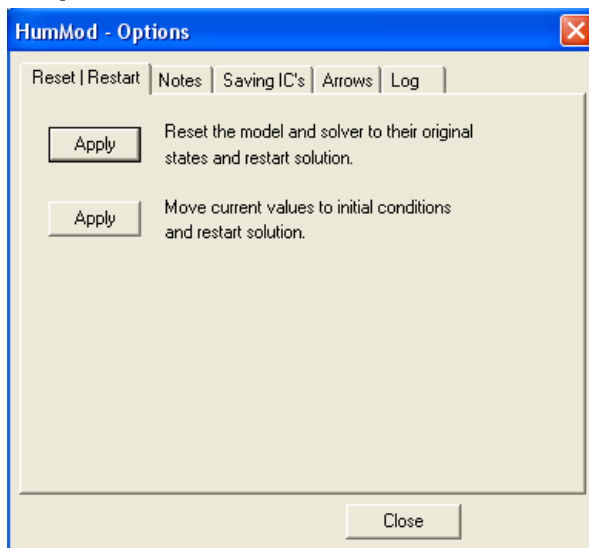 HumMod - Options
Reset | Restart Notes Saving IC's Arrows Log
Apply
Reset the model and solver to their original
states and restart solution.
Apply
Move current values to initial conditions
and restart solution.
Close